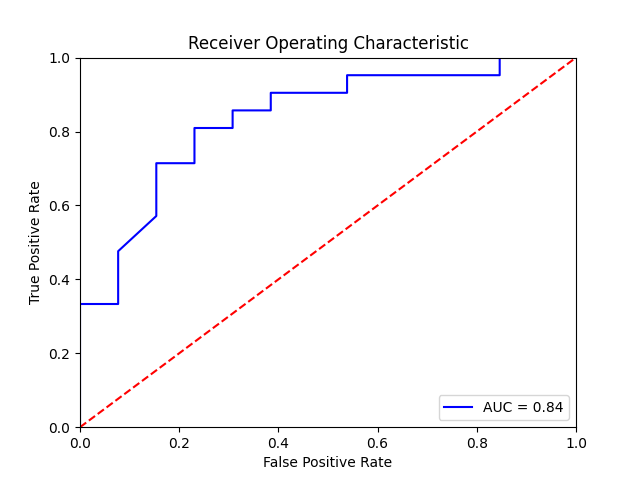 Receiver Operating Characteristic
True Positive Rate
1.0
0.8
0.6
0.4
0.2
0.0
AUC = 0.84
0.0 0.2 0.4 0.6 0.8 1.0
False Positive Rate